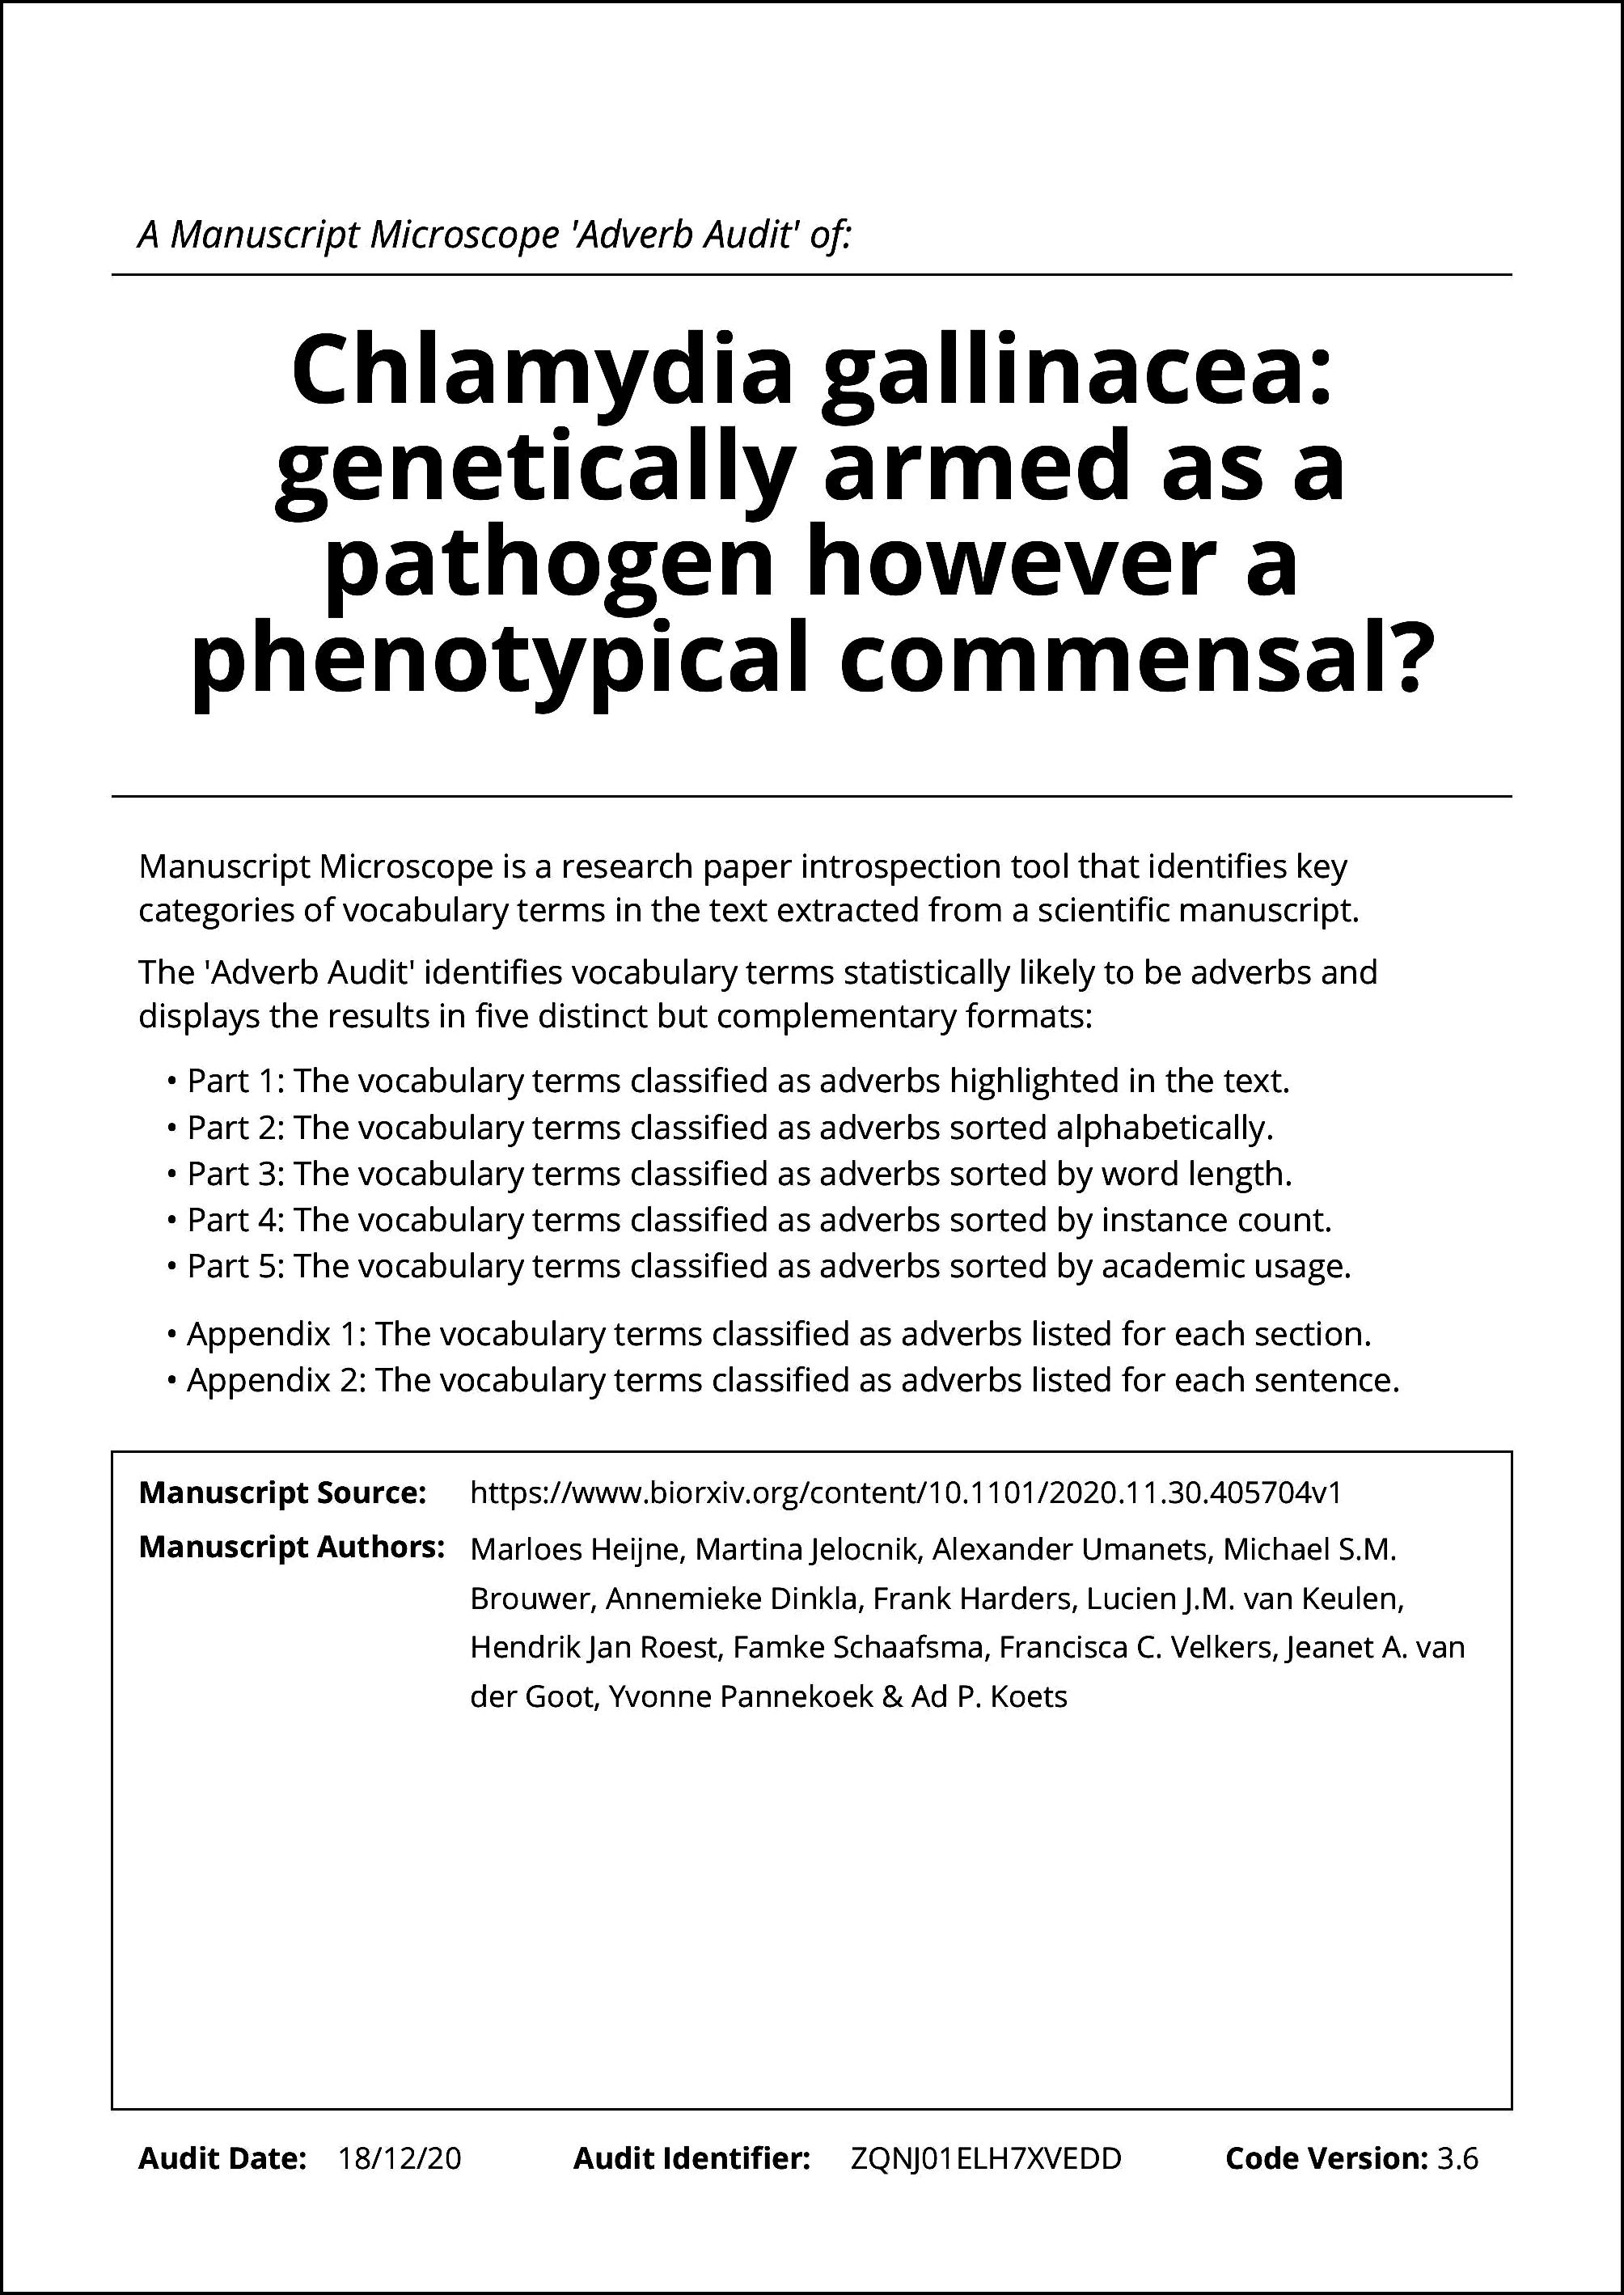 A Manuscript Microscope 'Adverb Audit' of:
Chlamydia gallinacea:
genetically armed as a
pathogen however a
phenotypical commensal?
Manuscript Microscope is a research paper introspection tool that identifies key
categories of vocabulary terms in the text extracted from a scientific manuscript.
The 'Adverb Audit' identifies vocabulary terms statistically likely to be adverbs and
displays the results in five distinct but complementary formats:
• Part 1: The vocabulary terms classified as adverbs highlighted in the text.
• Part 2: The vocabulary terms classified as adverbs sorted alphabetically.
• Part 3: The vocabulary terms classified as adverbs sorted by word length.
• Part 4: The vocabulary terms classified as adverbs sorted by instance count.
• Part 5: The vocabulary terms classified as adverbs sorted by academic usage.
• Appendix 1: The vocabulary terms classified as adverbs listed for each section.
• Appendix 2: The vocabulary terms classified as adverbs listed for each sentence.
Manuscript Source: https://www.biorxiv.org/content/10.1101/2020.11.30.405704v1
Manuscript Authors: Marloes Heijne, Martina Jelocnik, Alexander Umanets, Michael S.M.
Brouwer, Annemieke Dinkla, Frank Harders, Lucien J.M. van Keulen,
Hendrik Jan Roest, Famke Schaafsma, Francisca C. Velkers, Jeanet A. van
der Goot, Yvonne Pannekoek & Ad P. Koets
Audit Date: 18/12/20 Audit Identifier: ZQNJ01ELH7XVEDD Code Version: 3.6